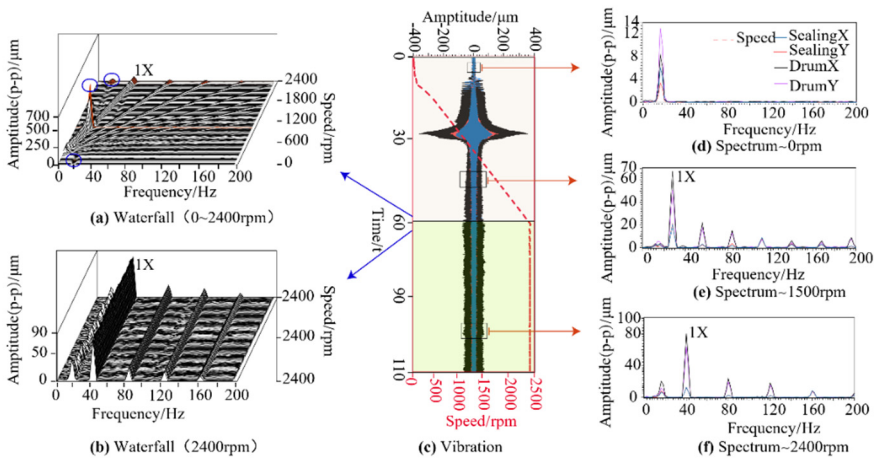 Amplitude(p-p)/μm
700
500
250
0
1X
2400
1800
1200
600
0
Speed/rpm
0 40 80 120 160 200
Frequency/Hz
(a) Waterfall（0~2400rpm）
Amplitude(p-p)/μm
90
50
0
1X
2400
2400
2400
Speed/rpm
0 40 80 120 160 200
Frequency/Hz
(b) Waterfall（2400rpm）
Amplitude/μm
-400 -200 0 200 400
0
30
60
90
110
Time/t
0 500 1000 1500 2000 2500
Speed/rpm
(c) Vibration
Amplitude(p-p)/μm
14
12
8
4
0
Speed
SealingX
SealingY
DrumX
DrumY
0 40 80 120 160 200
Frequency/Hz
(d) Spectrum~0rpm
Amplitude(p-p)/μm
70
60
40
20
0
1X
0 40 80 120 160 200
Frequency/Hz
(e) Spectrum~1500rpm
Amplitude(p-p)/μm
100
80
60
40
20
0
1X
0 40 80 120 160 200
Frequency/Hz
(f) Spectrum~2400rpm